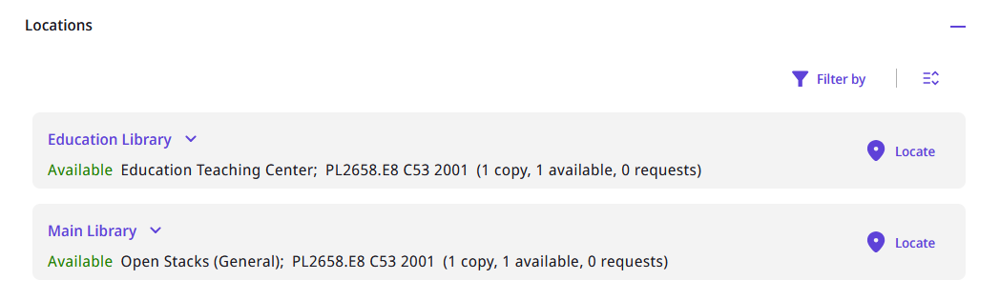 Locations
Filter by
Education Library
Locate
Available Education Teaching Center; PL2658.E8 C53 2001 (1 copy, 1 available, 0 requests)
Main Library
Locate
Available Open Stacks (General); PL2658.E8 C53 2001 (1 copy, 1 available, 0 requests)